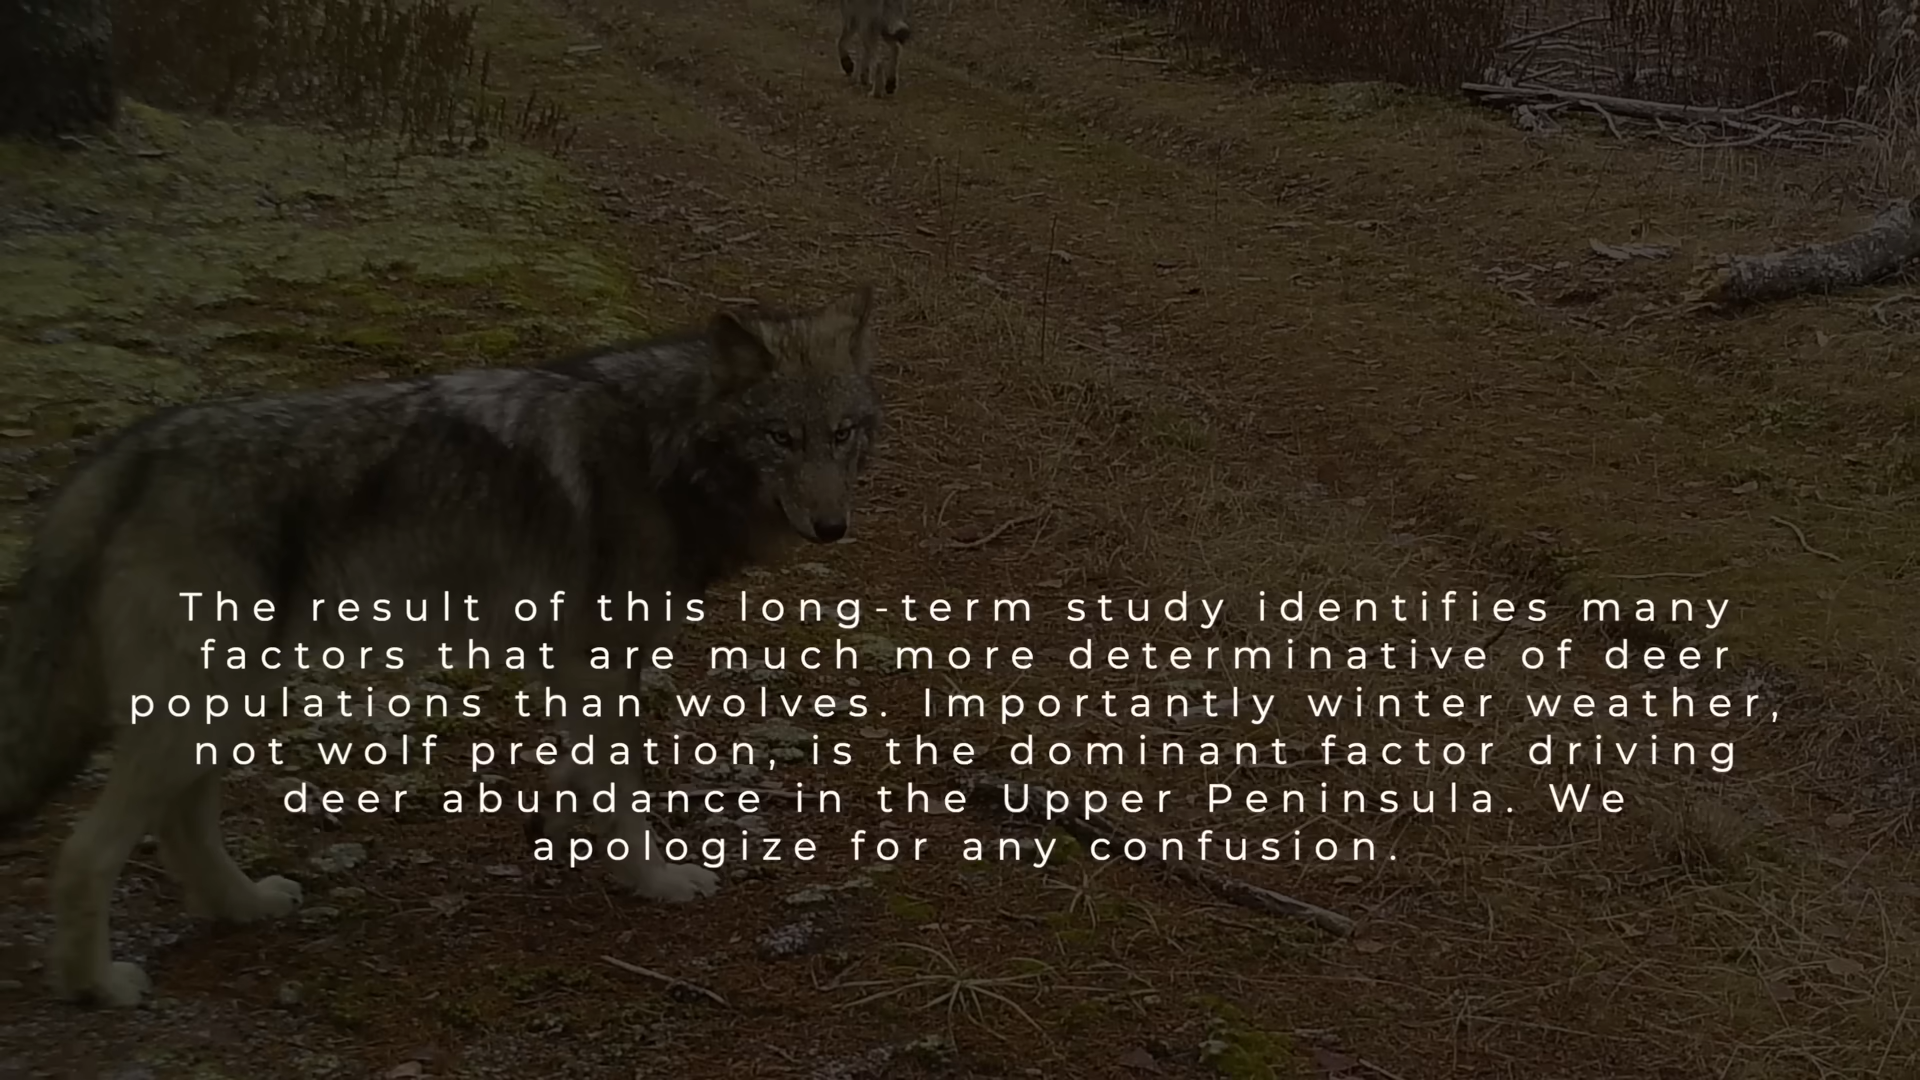 The result of this long-term study identifies many
factors that are much more determinative of deer
populations than wolves. Importantly winter weather,
not wolf predation, is the dominant factor driving
deer abundance in the Upper Peninsula. We
apologize for any confusion.